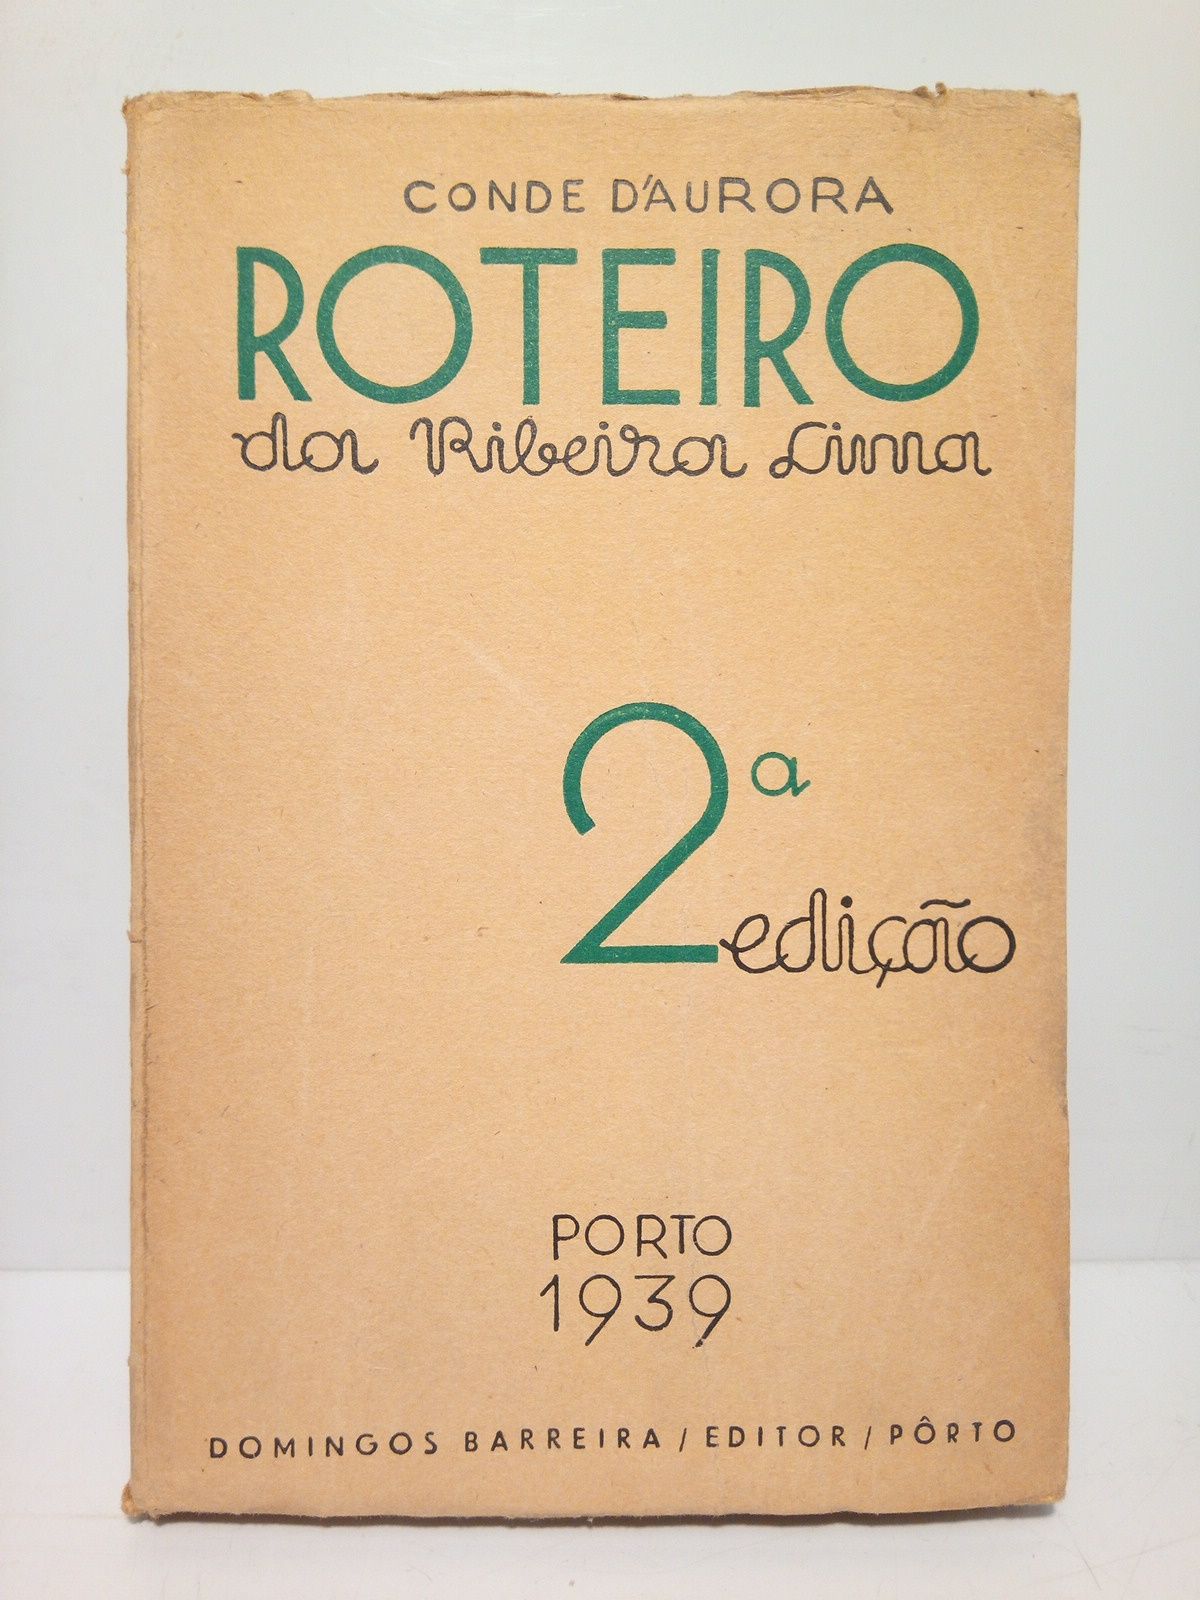 CONDE D'AURORA
ROTEIRO
da Ribeira Lima
2ª
edição
PORTO
1939
DOMINGOS BARREIRA / EDITOR / PÔRTO